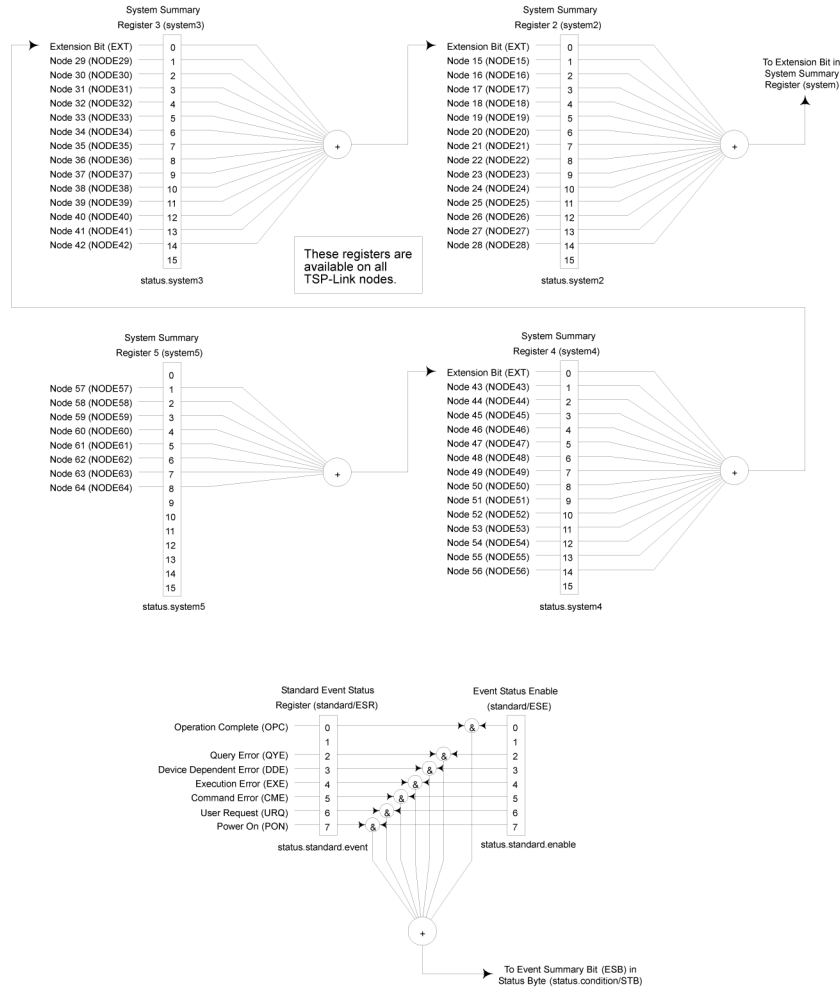 System Summary
Register 3 (system3)
Extension Bit (EXT) 0
Node 29 (NODE29) 1
Node 30 (NODE30) 2
Node 31 (NODE31) 3
Node 32 (NODE32) 4
Node 33 (NODE33) 5
Node 34 (NODE34) 6
Node 35 (NODE35) 7
Node 36 (NODE36) 8
Node 37 (NODE37) 9
Node 38 (NODE38) 10
Node 39 (NODE39) 11
Node 40 (NODE40) 12
Node 41 (NODE41) 13
Node 42 (NODE42) 14
15
+
status.system3
System Summary
Register 2 (system2)
Extension Bit (EXT) 0
Node 15 (NODE15) 1
Node 16 (NODE16) 2
Node 17 (NODE17) 3
Node 18 (NODE18) 4
Node 19 (NODE19) 5
Node 20 (NODE20) 6
Node 21 (NODE21) 7
Node 22 (NODE22) 8
Node 23 (NODE23) 9
Node 24 (NODE24) 10
Node 25 (NODE25) 11
Node 26 (NODE26) 12
Node 27 (NODE27) 13
Node 28 (NODE28) 14
15
+
status.system2
To Extension Bit in
System Summary
Register (system)
These registers are
available on all
TSP-Link nodes.
System Summary
Register 5 (system5)
0
Node 57 (NODE57) 1
Node 58 (NODE58) 2
Node 59 (NODE59) 3
Node 60 (NODE60) 4
Node 61 (NODE61) 5
Node 62 (NODE62) 6
Node 63 (NODE63) 7
Node 64 (NODE64) 8
9
10
11
12
13
14
15
+
status.system5
System Summary
Register 4 (system4)
Extension Bit (EXT) 0
Node 43 (NODE43) 1
Node 44 (NODE44) 2
Node 45 (NODE45) 3
Node 46 (NODE46) 4
Node 47 (NODE47) 5
Node 48 (NODE48) 6
Node 49 (NODE49) 7
Node 50 (NODE50) 8
Node 51 (NODE51) 9
Node 52 (NODE52) 10
Node 53 (NODE53) 11
Node 54 (NODE54) 12
Node 55 (NODE55) 13
Node 56 (NODE56) 14
15
+
status.system4
Standard Event Status
Register (standard/ESR)
Event Status Enable
(standard/ESE)
Operation Complete (OPC) 0 & 0
1 1
Query Error (QYE) 2 & 2
Device Dependent Error (DDE) 3 & 3
Execution Error (EXE) 4 & 4
Command Error (CME) 5 & 5
User Request (URQ) 6 & 6
Power On (PON) 7 & 7
status.standard.event
status.standard.enable
+
To Event Summary Bit (ESB) in
Status Byte (status.condition/STB)